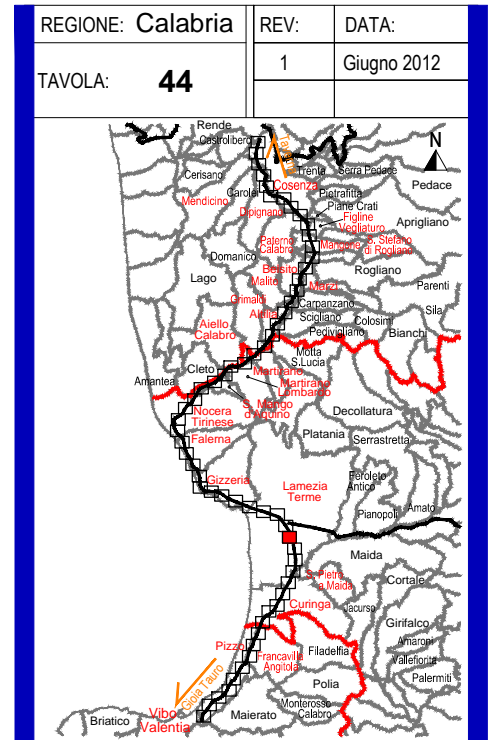 REGIONE: Calabria
REV:
DATA:
TAVOLA: 44
1
Giugno 2012
N
Rende
Castrolibero
Taranto
Trenta
Serra Pedace
Cerisano
Cosenza
Pedace
Carolei
Pietrafitta
Mendicino
Piane Crati
Dipignano
Figline
Vegliaturo
Aprigliano
Paterno
Calabro
Mangone
S. Stefano
di Rogliano
Domanico
Belsito
Rogliano
Lago
Malito
Marzi
Parenti
Grimaldi
Carpanzano
Sila
Altilia
Scigliano
Colosimi
Aiello
Calabro
Pedivigliano
Bianchi
Motta
S.Lucia
Cleto
Martirano
Amantea
Martirano
Lombardo
S. Mango
d'Aquino
Nocera
Tirinese
Decollatura
Falerna
Platania
Serrastretta
Gizzeria
Lamezia
Terme
Feroleto
Antico
Pianopoli
Amato
Maida
S. Pietro
a Maida
Cortale
Curinga
Jacurso
Girifalco
Pizzo
Amaroni
Francavilla
Angitola
Filadelfia
Vallefiorita
Gioia Tauro
Polia
Palermiti
Vibo
Valentia
Monterosso
Calabro
Briatico
Maierato